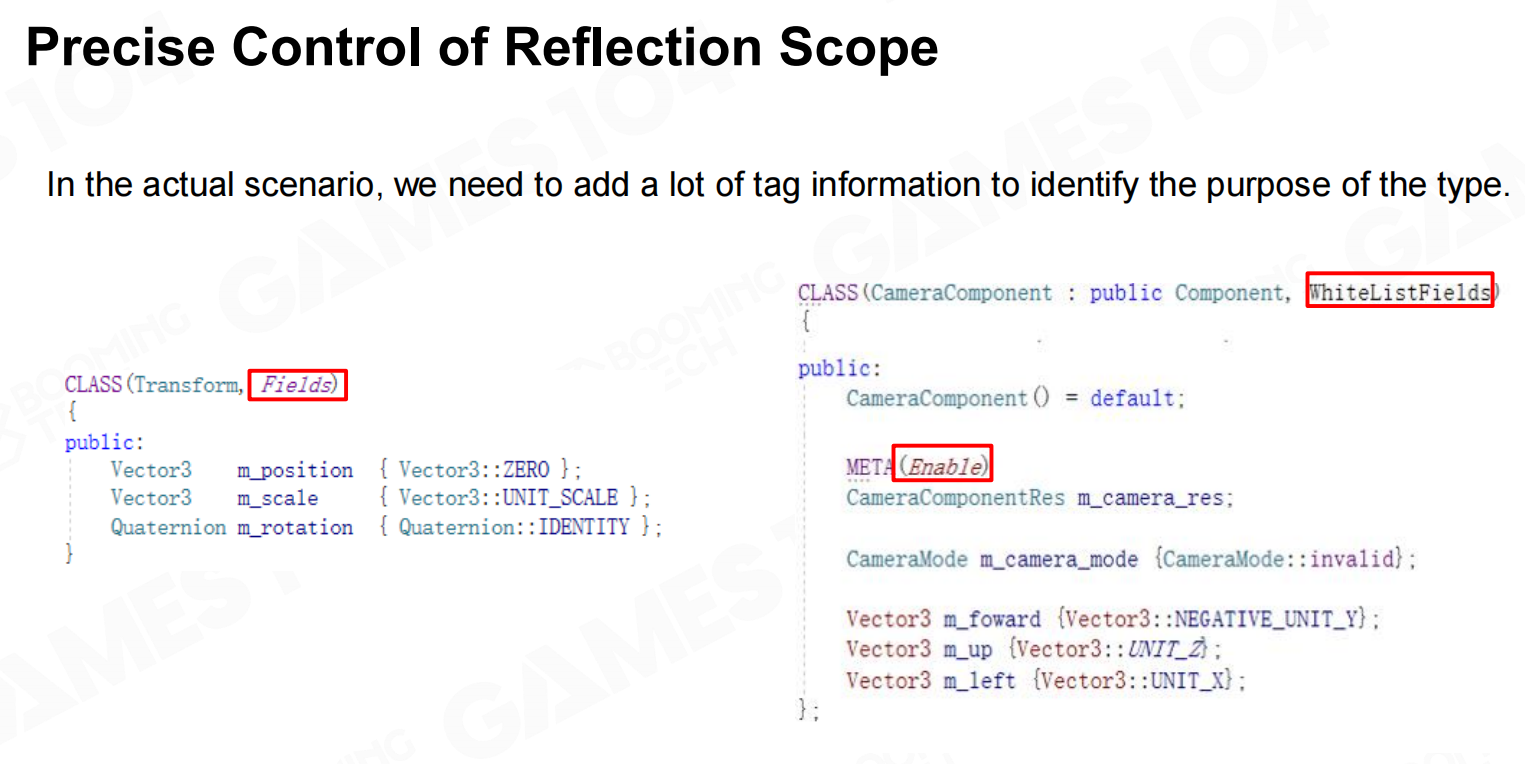 Precise Control of Reflection Scope
In the actual scenario, we need to add a lot of tag information to identify the purpose of the type.
CLASS(Transform, Fields)
{
public:
Vector3 m_position { Vector3::ZERO };
Vector3 m_scale { Vector3::UNIT_SCALE };
Quaternion m_rotation { Quaternion::IDENTITY };
}
CLASS(CameraComponent : public Component, WhiteListFields)
{
public:
CameraComponent() = default;
META(Enable)
CameraComponentRes m_camera_res;
CameraMode m_camera_mode {CameraMode::invalid};
Vector3 m_foward {Vector3::NEGATIVE_UNIT_Y};
Vector3 m_up {Vector3::UNIT_Z};
Vector3 m_left {Vector3::UNIT_X};
};
GAMES104
BOOMING
TECH